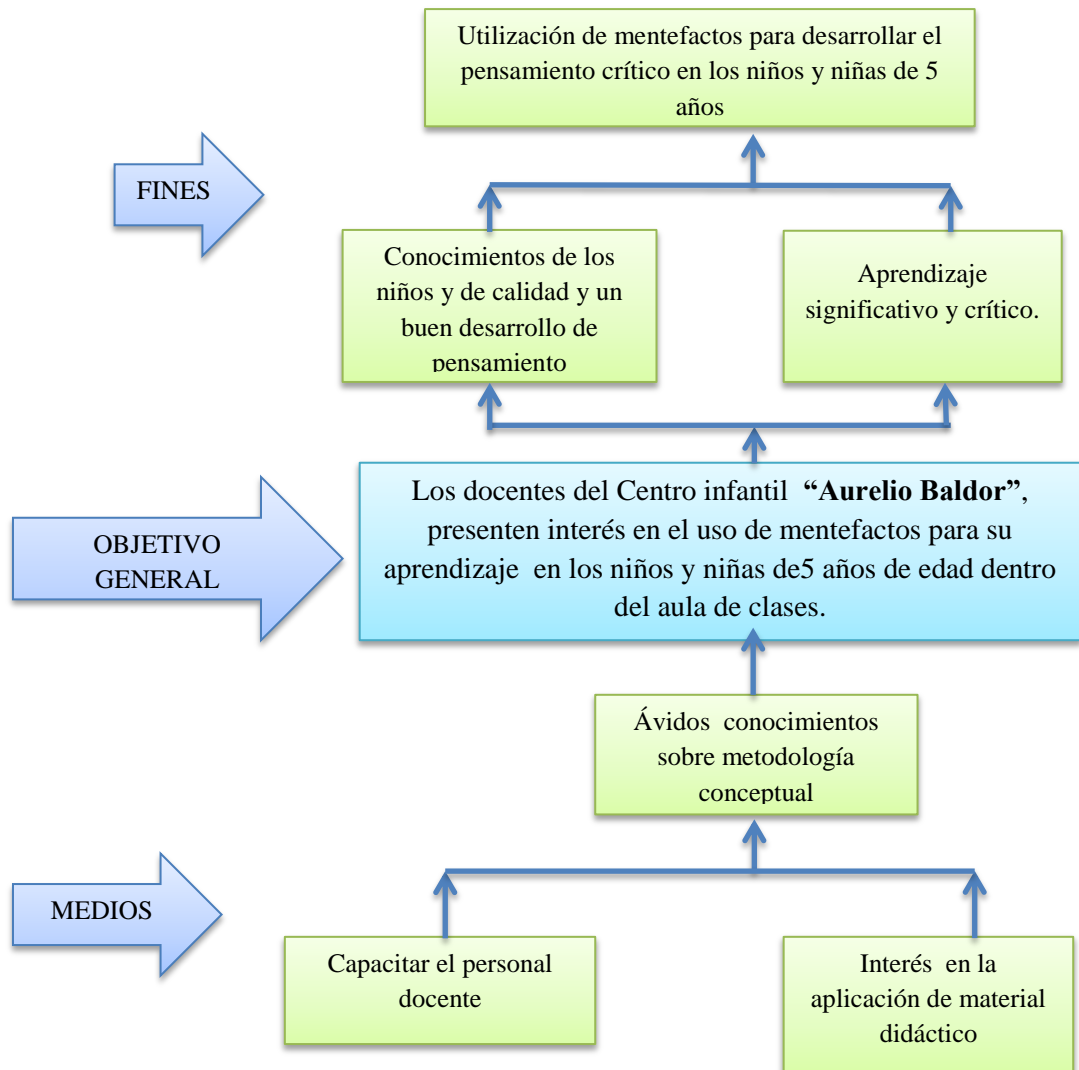 Utilización de mentefactos para desarrollar el
pensamiento crítico en los niños y niñas de 5
años
FINES
Conocimientos de los
niños y de calidad y un
buen desarrollo de
pensamiento
Aprendizaje
significativo y crítico.
OBJETIVO
GENERAL
Los docentes del Centro infantil “Aurelio Baldor”,
presenten interés en el uso de mentefactos para su
aprendizaje en los niños y niñas de5 años de edad dentro
del aula de clases.
Ávidos conocimientos
sobre metodología
conceptual
MEDIOS
Capacitar el personal
docente
Interés en la
aplicación de material
didáctico